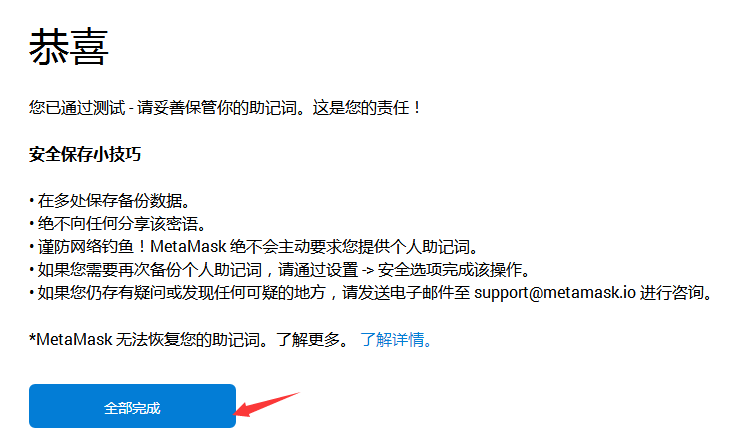 恭喜
您已通过测试 - 请妥善保管你的助记词。这是您的责任！
安全保存小技巧
• 在多处保存备份数据。
• 绝不向任何分享该密语。
• 谨防网络钓鱼！MetaMask 绝不会主动要求您提供个人助记词。
• 如果您需要再次备份个人助记词，请通过设置 -> 安全选项完成该操作。
• 如果您仍存有疑问或发现任何可疑的地方，请发送电子邮件至 support@metamask.io 进行咨询。
*MetaMask 无法恢复您的助记词。了解更多。 了解详情。
全部完成